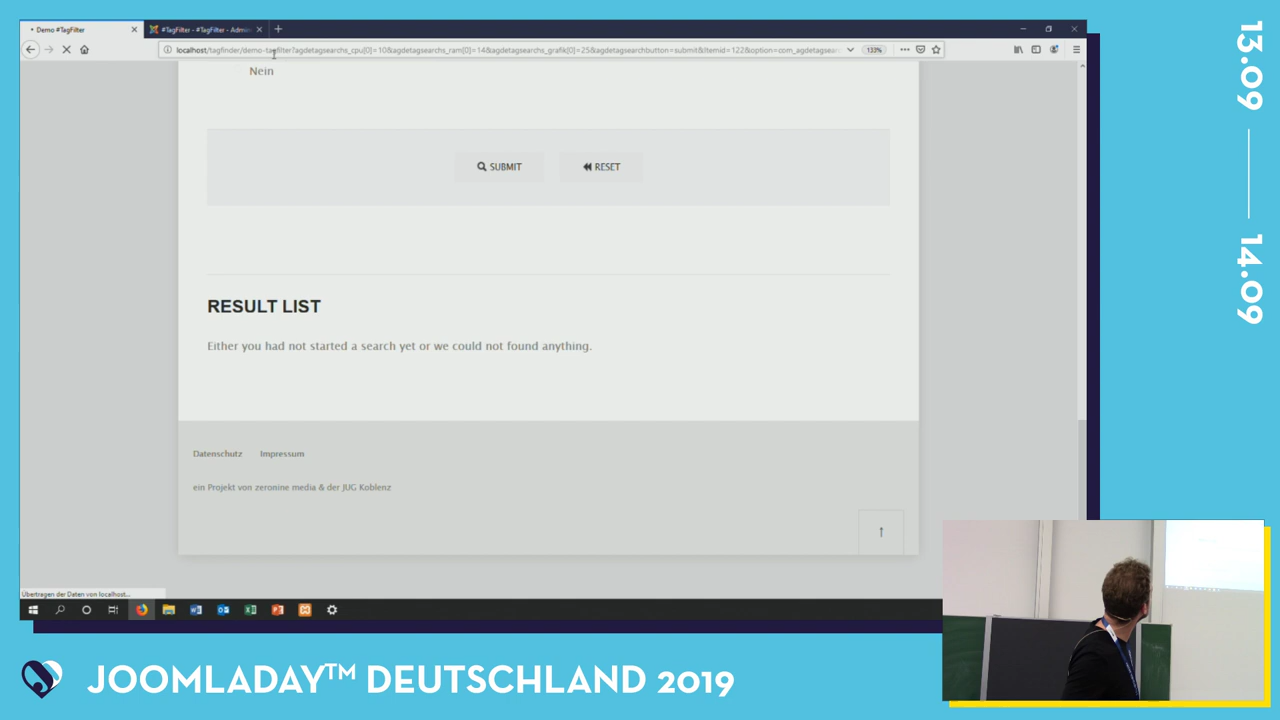 Demo #TagFilter
#TagFilter - #TagFilter - Admin
localhost/tagfinder/demo-tagfilter?agdetagsearchs_cpu[0]=10&agdetagsearchs_ram[0]=14&agdetagsearchs_grafik[0]=25&agdetagsearchbutton=submit&Itemid=122&option=com_agdetagsear
133%
Nein
SUBMIT
RESET
RESULT LIST
Either you had not started a search yet or we could not found anything.
Datenschutz
Impressum
ein Projekt von zeronine media & der JUG Koblenz
Übertragen der Daten von localhost...
13.09
14.09
JOOMLADAY™ DEUTSCHLAND 2019